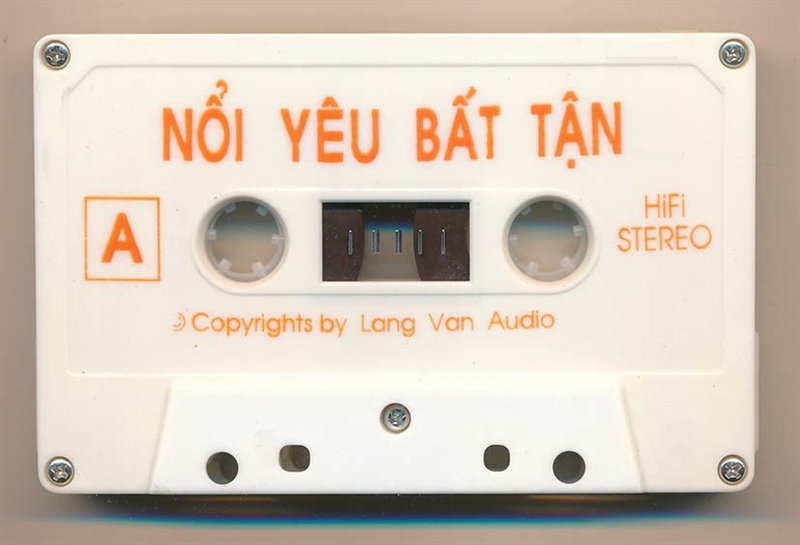 NỔI YÊU BẤT TẬN
A
HiFi
STEREO
Copyrights by Lang Van Audio